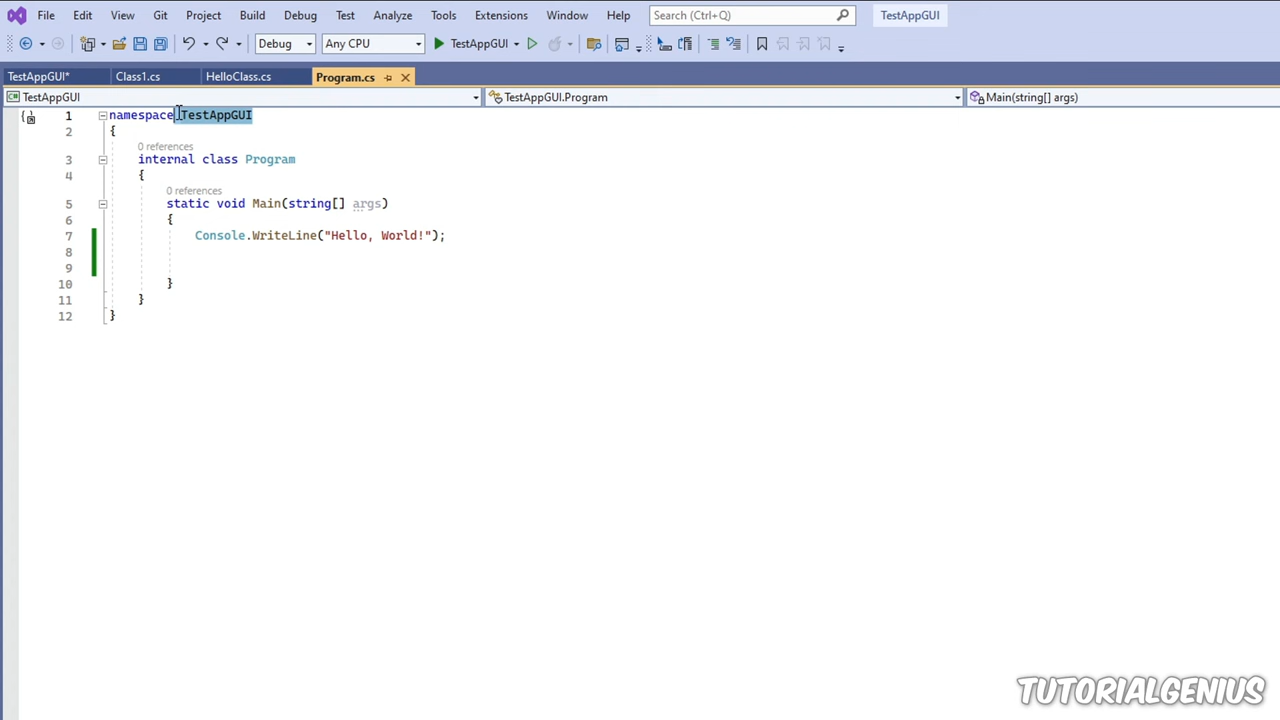 File Edit View Git Project Build Debug Test Analyze Tools Extensions Window Help Search (Ctrl+Q) TestAppGUI
Debug Any CPU TestAppGUI
TestAppGUI* Class1.cs HelloClass.cs Program.cs
TestAppGUI TestAppGUI.Program Main(string[] args)
1 namespace TestAppGUI
2 {
0 references
3 internal class Program
4 {
0 references
5 static void Main(string[] args)
6 {
7 Console.WriteLine("Hello, World!");
8
9
10 }
11 }
12 }
TUTORIALGENIUS